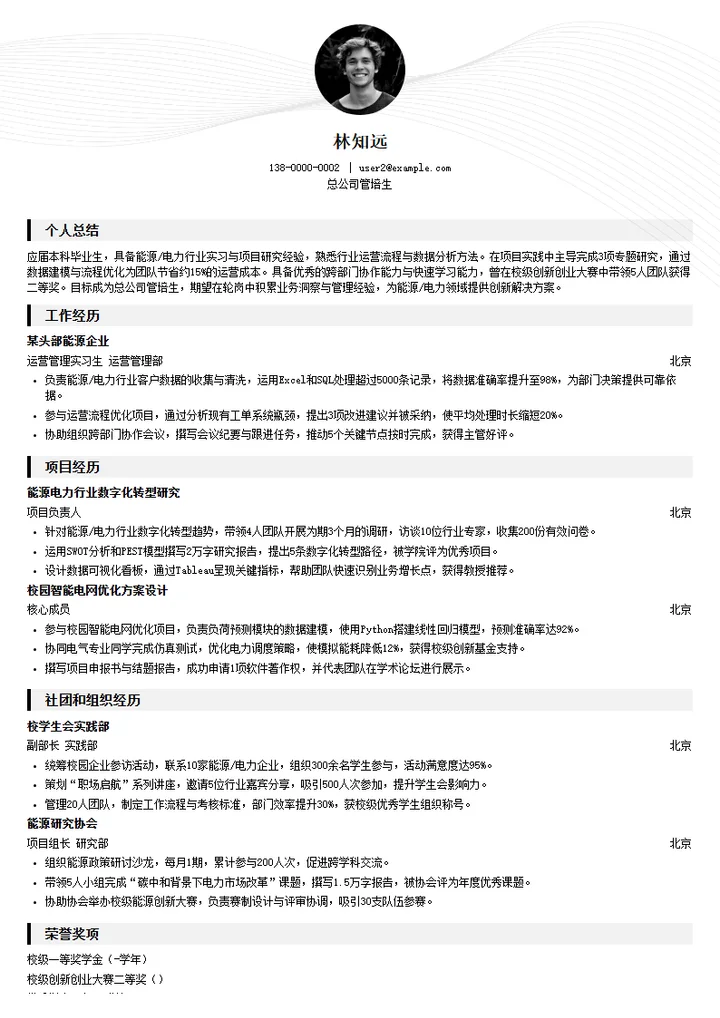 林知远
138-0000-0002 | user2@example.com
总公司管培生
个人总结
应届本科毕业生，具备能源/电力行业实习与项目研究经验，熟悉行业运营流程与数据分析方法。在项目实践中主导完成3项专题研究，通过
数据建模与流程优化为团队节省约15%的运营成本。具备优秀的跨部门协作能力与快速学习能力，曾在校级创新创业大赛中带领5人团队获得
二等奖。目标成为总公司管培生，期望在轮岗中积累业务洞察与管理经验，为能源/电力领域提供创新解决方案。
工作经历
某头部能源企业
运营管理实习生 运营管理部 北京
• 负责能源/电力行业客户数据的收集与清洗，运用Excel和SQL处理超过5000条记录，将数据准确率提升至98%，为部门决策提供可靠依
据。
• 参与运营流程优化项目，通过分析现有工单系统瓶颈，提出3项改进建议并被采纳，使平均处理时长缩短20%。
• 协助组织跨部门协作会议，撰写会议纪要与跟进任务，推动5个关键节点按时完成，获得主管好评。
项目经历
能源电力行业数字化转型研究
项目负责人 北京
• 针对能源/电力行业数字化转型趋势，带领4人团队开展为期3个月的调研，访谈10位行业专家，收集200份有效问卷。
• 运用SWOT分析和PEST模型撰写2万字研究报告，提出5条数字化转型路径，被学院评为优秀项目。
• 设计数据可视化看板，通过Tableau呈现关键指标，帮助团队快速识别业务增长点，获得教授推荐。
校园智能电网优化方案设计
核心成员 北京
• 参与校园智能电网优化项目，负责负荷预测模块的数据建模，使用Python搭建线性回归模型，预测准确率达92%。
• 协同电气专业同学完成仿真测试，优化电力调度策略，使模拟能耗降低12%，获得校级创新基金支持。
• 撰写项目申报书与结题报告，成功申请1项软件著作权，并代表团队在学术论坛进行展示。
社团和组织经历
校学生会实践部
副部长 实践部 北京
• 统筹校园企业参访活动，联系10家能源/电力企业，组织300余名学生参与，活动满意度达95%。
• 策划“职场启航”系列讲座，邀请5位行业嘉宾分享，吸引500人次参加，提升学生会影响力。
• 管理20人团队，制定工作流程与考核标准，部门效率提升30%，获校级优秀学生组织称号。
能源研究协会
项目组长 研究部 北京
• 组织能源政策研讨沙龙，每月1期，累计参与200人次，促进跨学科交流。
• 带领5人小组完成“碳中和背景下电力市场改革”课题，撰写1.5万字报告，被协会评为年度优秀课题。
• 协助协会举办校级能源创新大赛，负责赛制设计与评审协调，吸引30支队伍参赛。
荣誉奖项
校级一等奖学金（-学年）
校级创新创业大赛二等奖（）